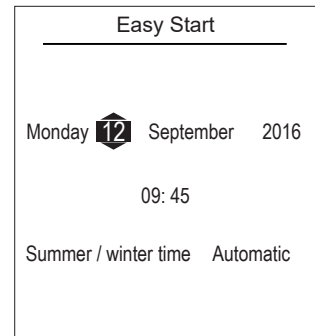 Easy Start
Monday 12 September 2016
09: 45
Summer / winter time Automatic